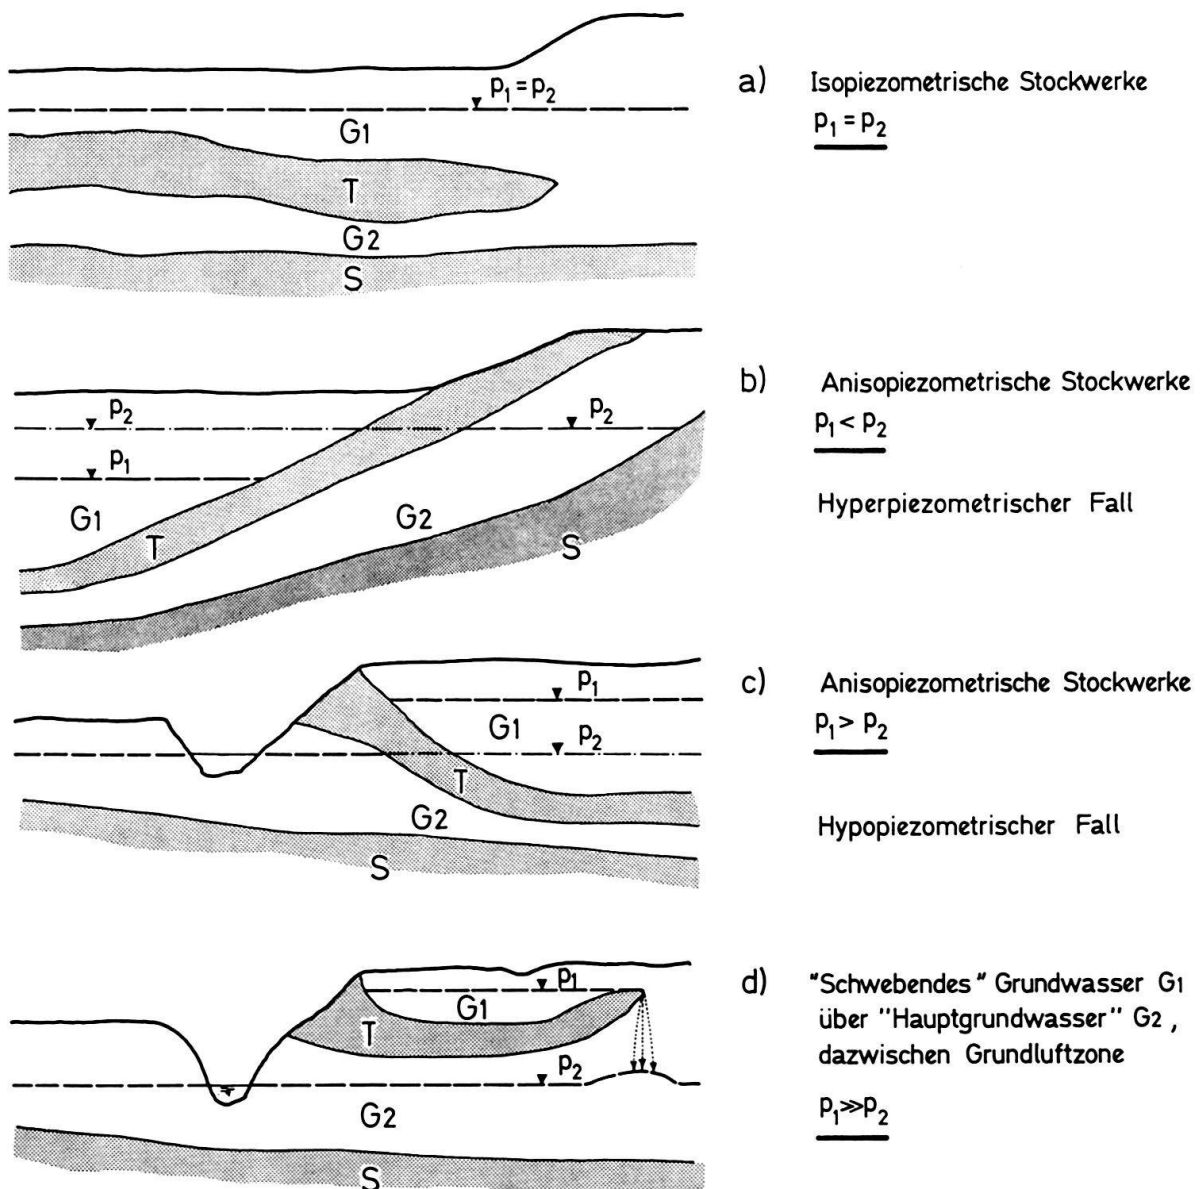 p₁ = p₂
G1
T
G2
S
a) Isopiezometrische Stockwerke
p₁ = p₂
p₂
p₂
p₁
G1
T
G2
S
b) Anisopiezometrische Stockwerke
p₁ < p₂
Hyperpiezometrischer Fall
p₁
G1
p₂
T
G2
S
c) Anisopiezometrische Stockwerke
p₁ > p₂
Hypopiezometrischer Fall
p₁
G1
T
p₂
G2
S
d) "Schwebendes" Grundwasser G1
über "Hauptgrundwasser" G2,
dazwischen Grundluftzone
p₁ ≫ p₂